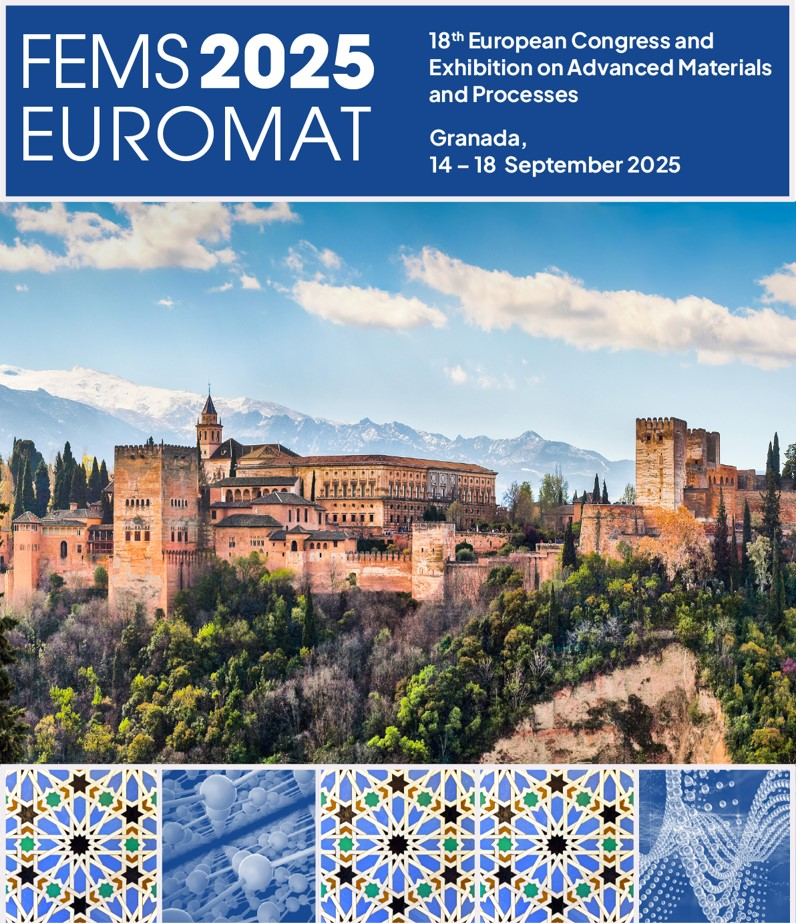 FEMS 2025
EUROMAT
18th European Congress and
Exhibition on Advanced Materials
and Processes
Granada,
14 – 18 September 2025